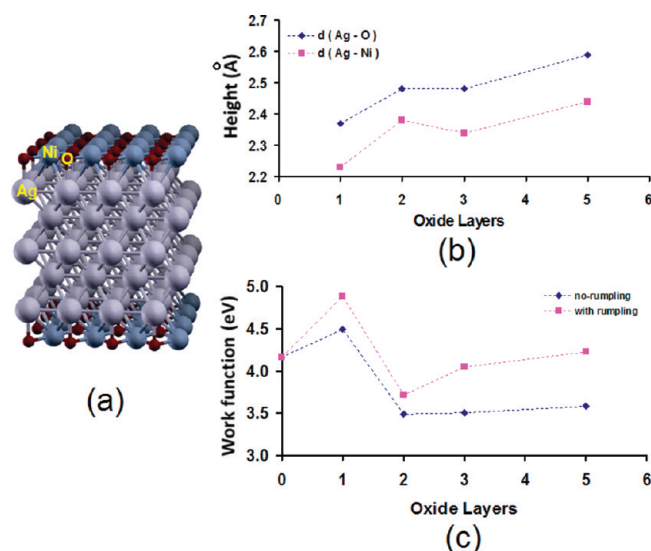 Ni
O
Ag
(a)
d ( Ag - O )
d ( Ag - Ni )
2.7
2.6
2.5
2.4
2.3
2.2
Height (Å)
0 1 2 3 4 5 6
Oxide Layers
(b)
no-rumpling
with rumpling
5.0
4.5
4.0
3.5
3.0
Work function (eV)
0 1 2 3 4 5 6
Oxide Layers
(c)